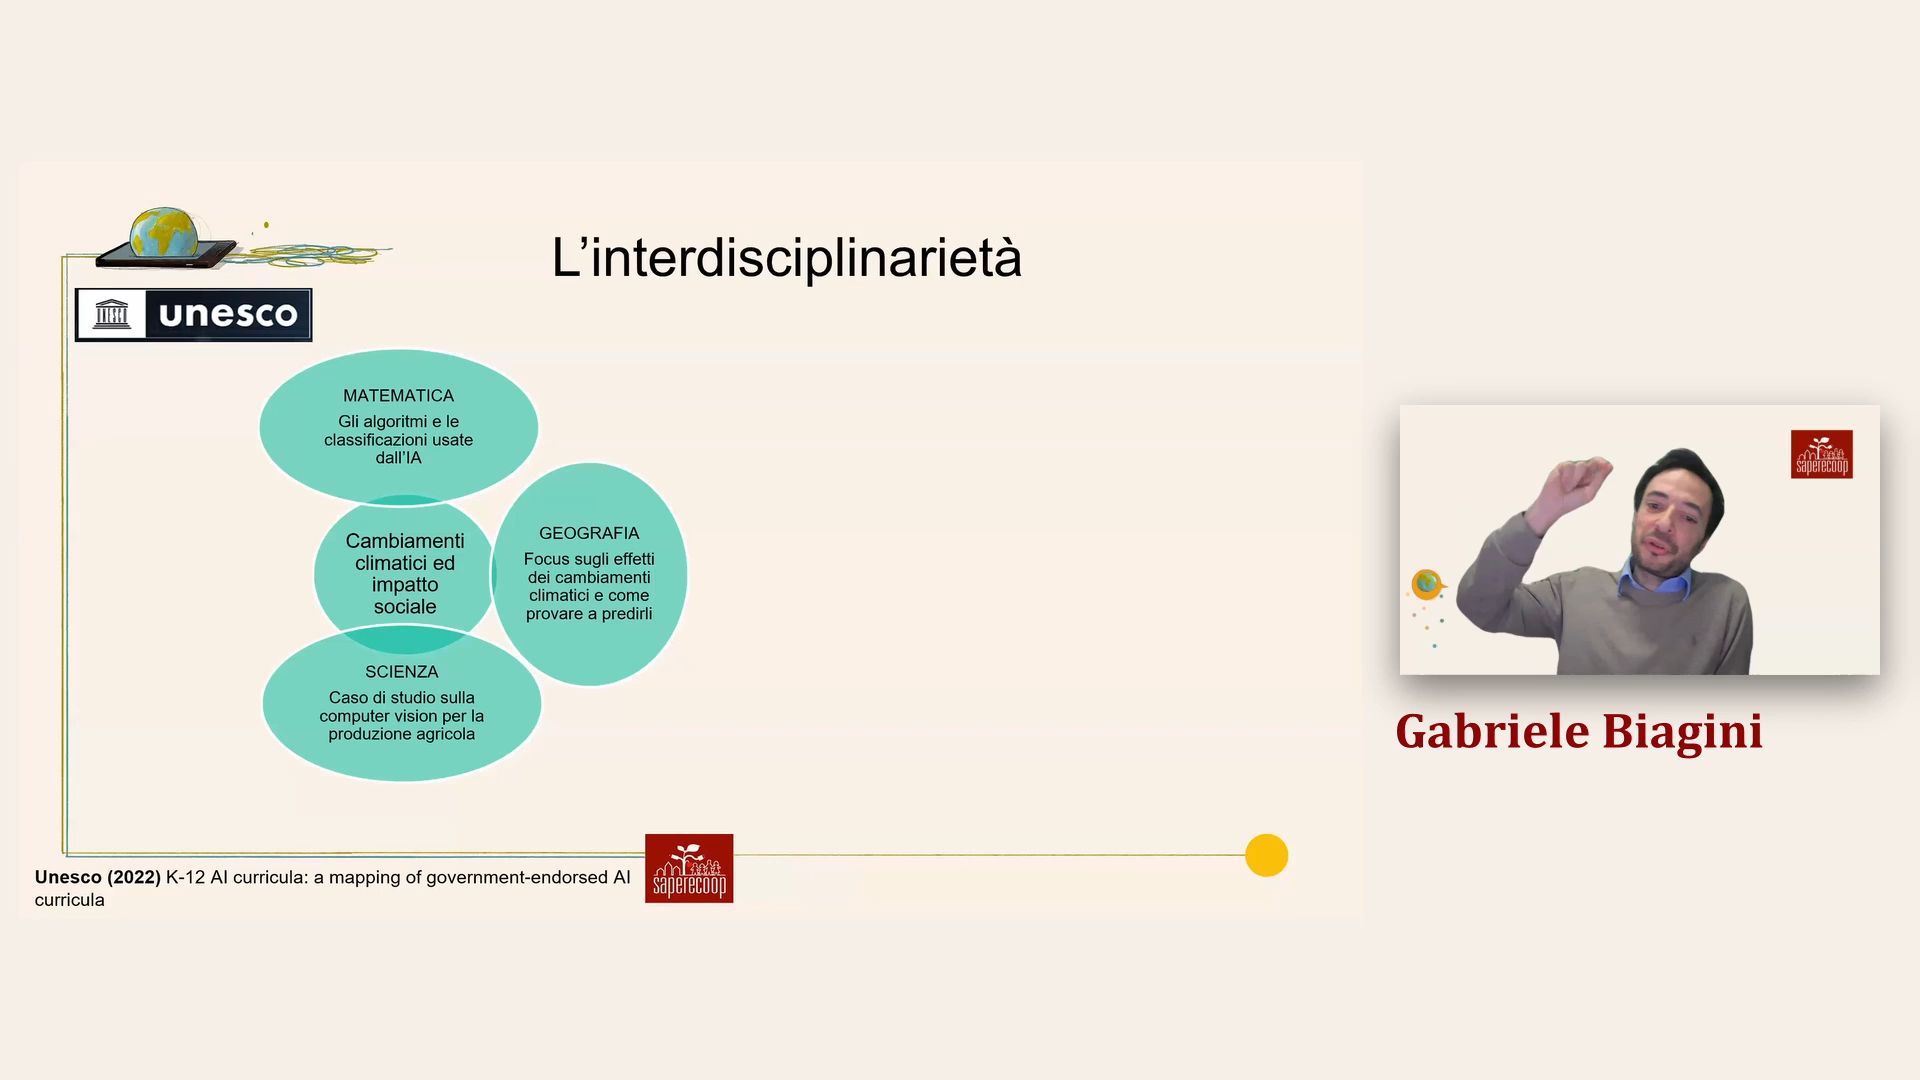 L’interdisciplinarietà
UNESCO
unesco
MATEMATICA
Gli algoritmi e le
classificazioni usate
dall’IA
Cambiamenti
climatici ed
impatto
sociale
GEOGRAFIA
Focus sugli effetti
dei cambiamenti
climatici e come
provare a predirli
SCIENZA
Caso di studio sulla
computer vision per la
produzione agricola
saperecoop
Unesco (2022) K-12 AI curricula: a mapping of government-endorsed AI
curricula
saperecoop
Gabriele Biagini